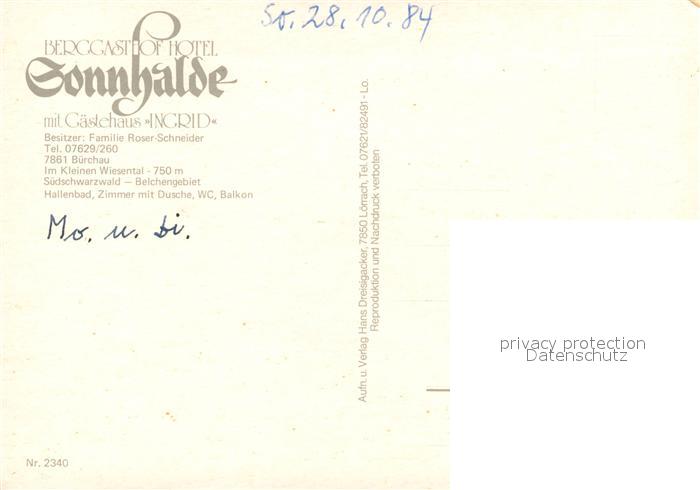 So. 28. 10. 84
BERGGASTHOF HOTEL
Sonnhalde
mit Gästehaus »INGRID«
Besitzer: Familie Roser-Schneider
Tel. 07629/260
7861 Bürchau
Im Kleinen Wiesental - 750 m
Südschwarzwald — Belchengebiet
Hallenbad, Zimmer mit Dusche, WC, Balkon
Mo. u. Di.
Nr. 2340
Aufn. u. Verlag Hans Dreisigacker, 7850 Lörrach, Tel. 07621/82491 - Lo.
Reproduktion und Nachdruck verboten
privacy protection
Datenschutz